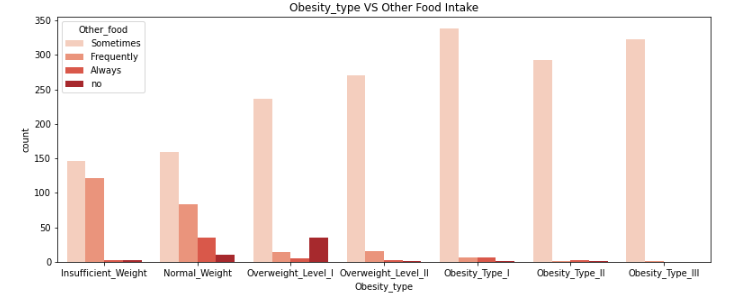 Obesity_type VS Other Food Intake
350
300
250
200
150
100
50
0
count
Other_food
Sometimes
Frequently
Always
no
Insufficient_Weight Normal_Weight Overweight_Level_I Overweight_Level_II Obesity_Type_I Obesity_Type_II Obesity_Type_III
Obesity_type